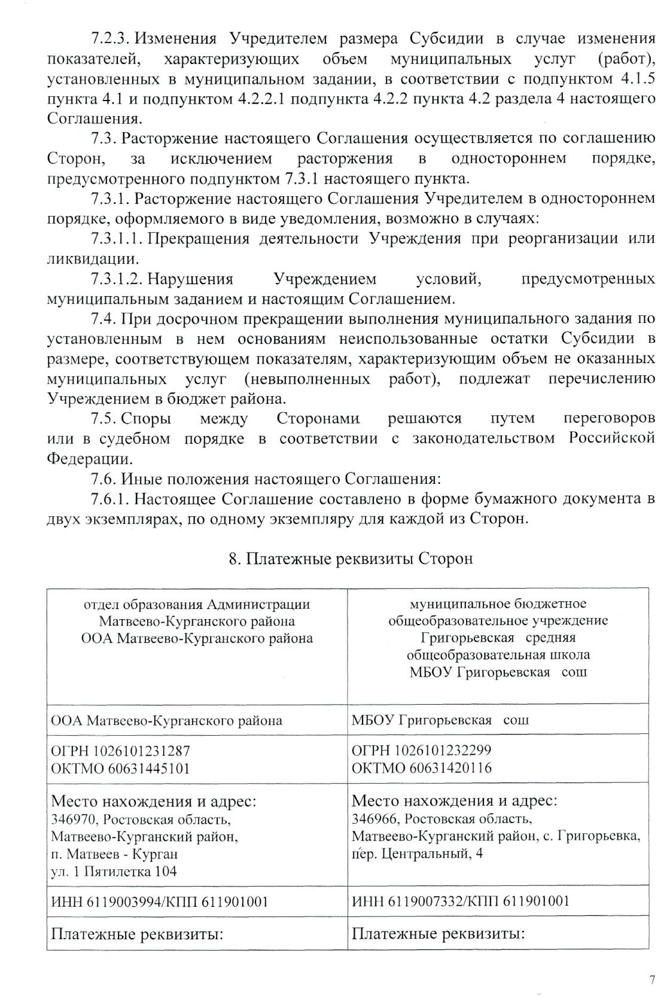 7.2.3. Изменения Учредителем размера Субсидии в случае изменения
показателей, характеризующих объем муниципальных услуг (работ),
установленных в муниципальном задании, в соответствии с подпунктом 4.1.5
пункта 4.1 и подпунктом 4.2.2.1 подпункта 4.2.2 пункта 4.2 раздела 4 настоящего
Соглашения.
7.3. Расторжение настоящего Соглашения осуществляется по соглашению
Сторон, за исключением расторжения в одностороннем порядке,
предусмотренного подпунктом 7.3.1 настоящего пункта.
7.3.1. Расторжение настоящего Соглашения Учредителем в одностороннем
порядке, оформляемого в виде уведомления, возможно в случаях:
7.3.1.1. Прекращения деятельности Учреждения при реорганизации или
ликвидации.
7.3.1.2. Нарушения Учреждением условий, предусмотренных
муниципальным заданием и настоящим Соглашением.
7.4. При досрочном прекращении выполнения муниципального задания по
установленным в нем основаниям неиспользованные остатки Субсидии в
размере, соответствующем показателям, характеризующим объем не оказанных
муниципальных услуг (невыполненных работ), подлежат перечислению
Учреждением в бюджет района.
7.5. Споры между Сторонами решаются путем переговоров
или в судебном порядке в соответствии с законодательством Российской
Федерации.
7.6. Иные положения настоящего Соглашения:
7.6.1. Настоящее Соглашение составлено в форме бумажного документа в
двух экземплярах, по одному экземпляру для каждой из Сторон.
8. Платежные реквизиты Сторон
отдел образования Администрации
Матвеево-Курганского района
ООА Матвеево-Курганского района
муниципальное бюджетное
общеобразовательное учреждение
Григорьевская средняя
общеобразовательная школа
МБОУ Григорьевская сош
ООА Матвеево-Курганского района
МБОУ Григорьевская сош
ОГРН 1026101231287
ОКТМО 60631445101
ОГРН 1026101232299
ОКТМО 60631420116
Место нахождения и адрес:
346970, Ростовская область,
Матвеево-Курганский район,
п. Матвеев - Курган
ул. 1 Пятилетка 104
Место нахождения и адрес:
346966, Ростовская область,
Матвеево-Курганский район, с. Григорьевка,
пер. Центральный, 4
ИНН 6119003994/КПП 611901001
ИНН 6119007332/КПП 611901001
Платежные реквизиты:
Платежные реквизиты:
7